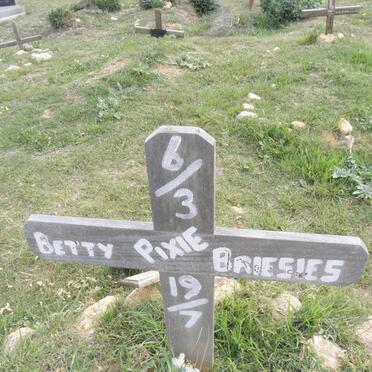 6/3
BETTY PIXIE BRIESIES
19/7